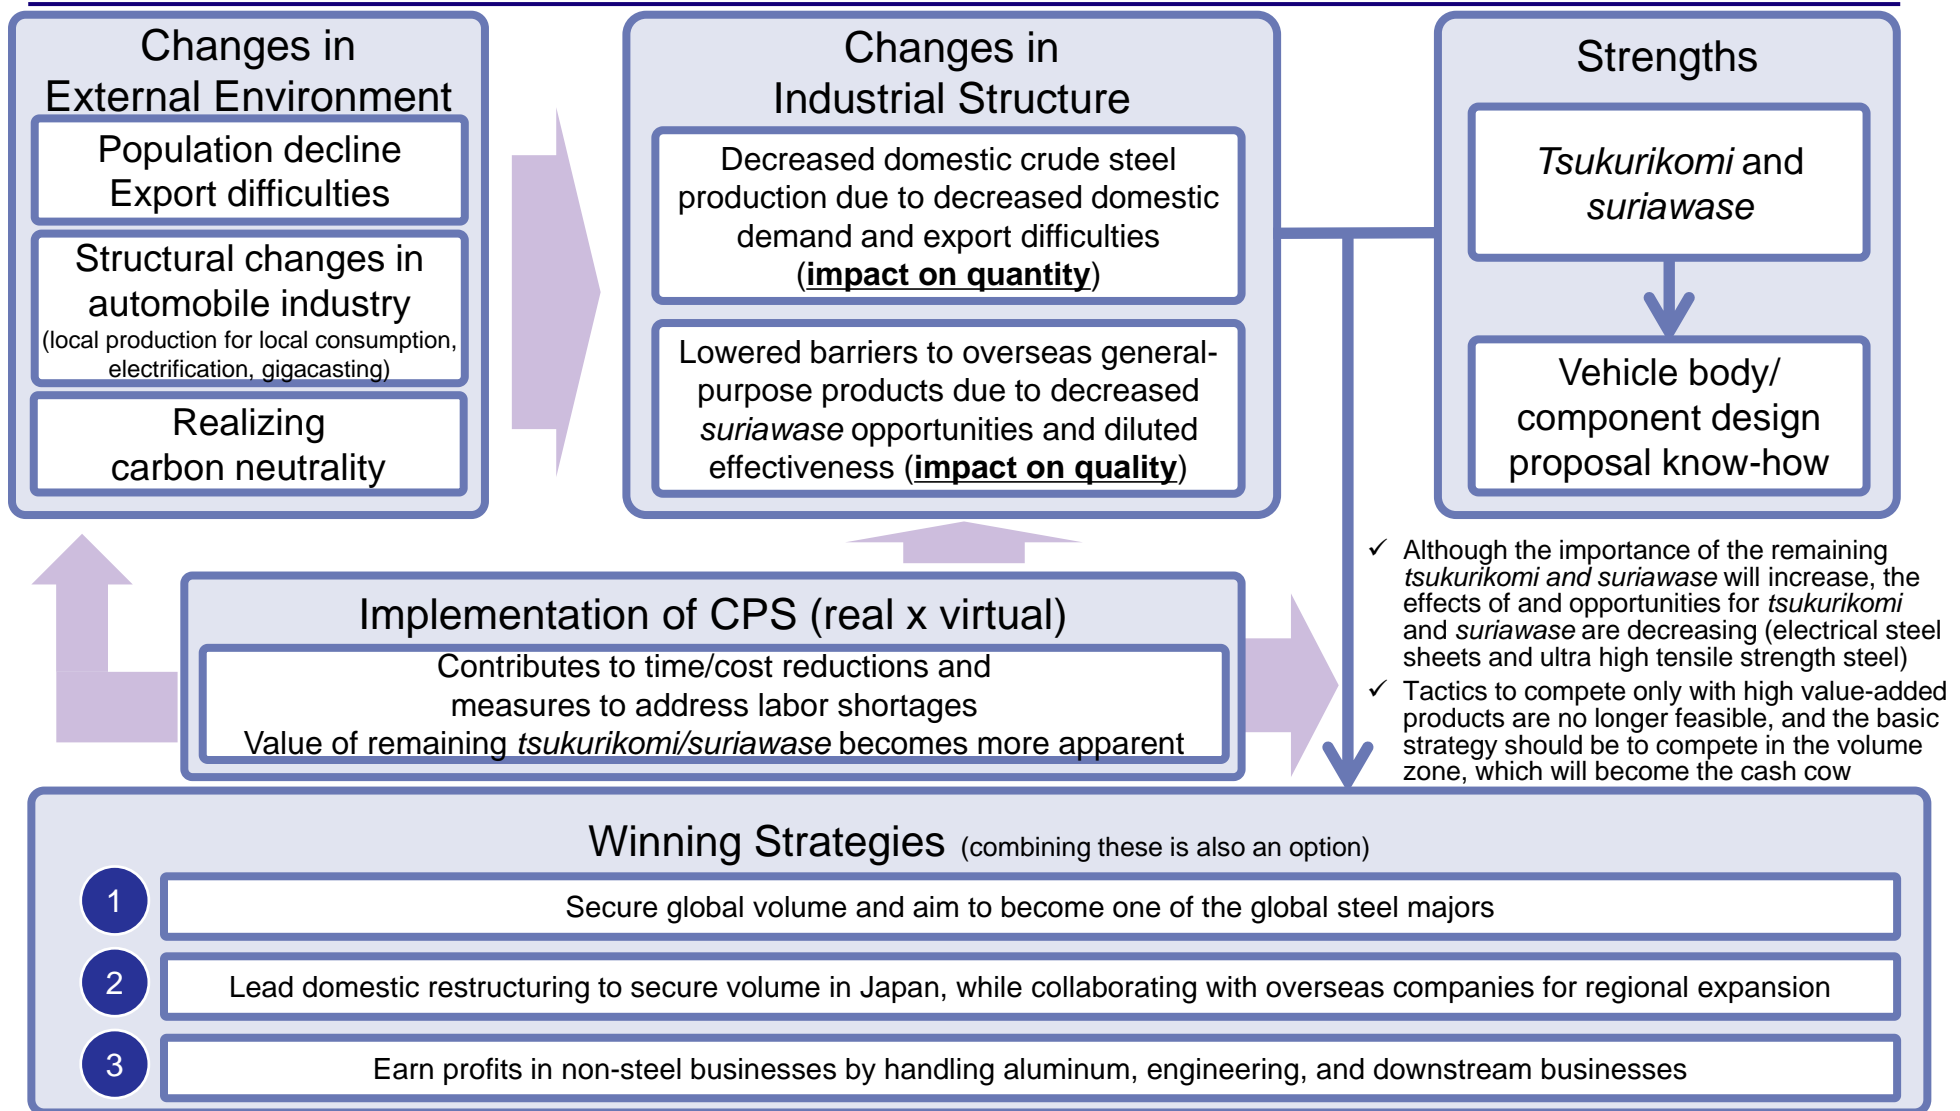 Changes in
External Environment
Population decline
Export difficulties
Structural changes in
automobile industry
(local production for local consumption,
electrification, gigacasting)
Realizing
carbon neutrality
Changes in
Industrial Structure
Decreased domestic crude steel
production due to decreased domestic
demand and export difficulties
(impact on quantity)
Lowered barriers to overseas general-
purpose products due to decreased
suriawase opportunities and diluted
effectiveness (impact on quality)
Strengths
Tsukurikomi and
suriawase
Vehicle body/
component design
proposal know-how
✓ Although the importance of the remaining
tsukurikomi and suriawase will increase, the
effects of and opportunities for tsukurikomi
and suriawase are decreasing (electrical steel
sheets and ultra high tensile strength steel)
✓ Tactics to compete only with high value-added
products are no longer feasible, and the basic
strategy should be to compete in the volume
zone, which will become the cash cow
Implementation of CPS (real x virtual)
Contributes to time/cost reductions and
measures to address labor shortages
Value of remaining tsukurikomi/suriawase becomes more apparent
Winning Strategies (combining these is also an option)
1 Secure global volume and aim to become one of the global steel majors
2 Lead domestic restructuring to secure volume in Japan, while collaborating with overseas companies for regional expansion
3 Earn profits in non-steel businesses by handling aluminum, engineering, and downstream businesses